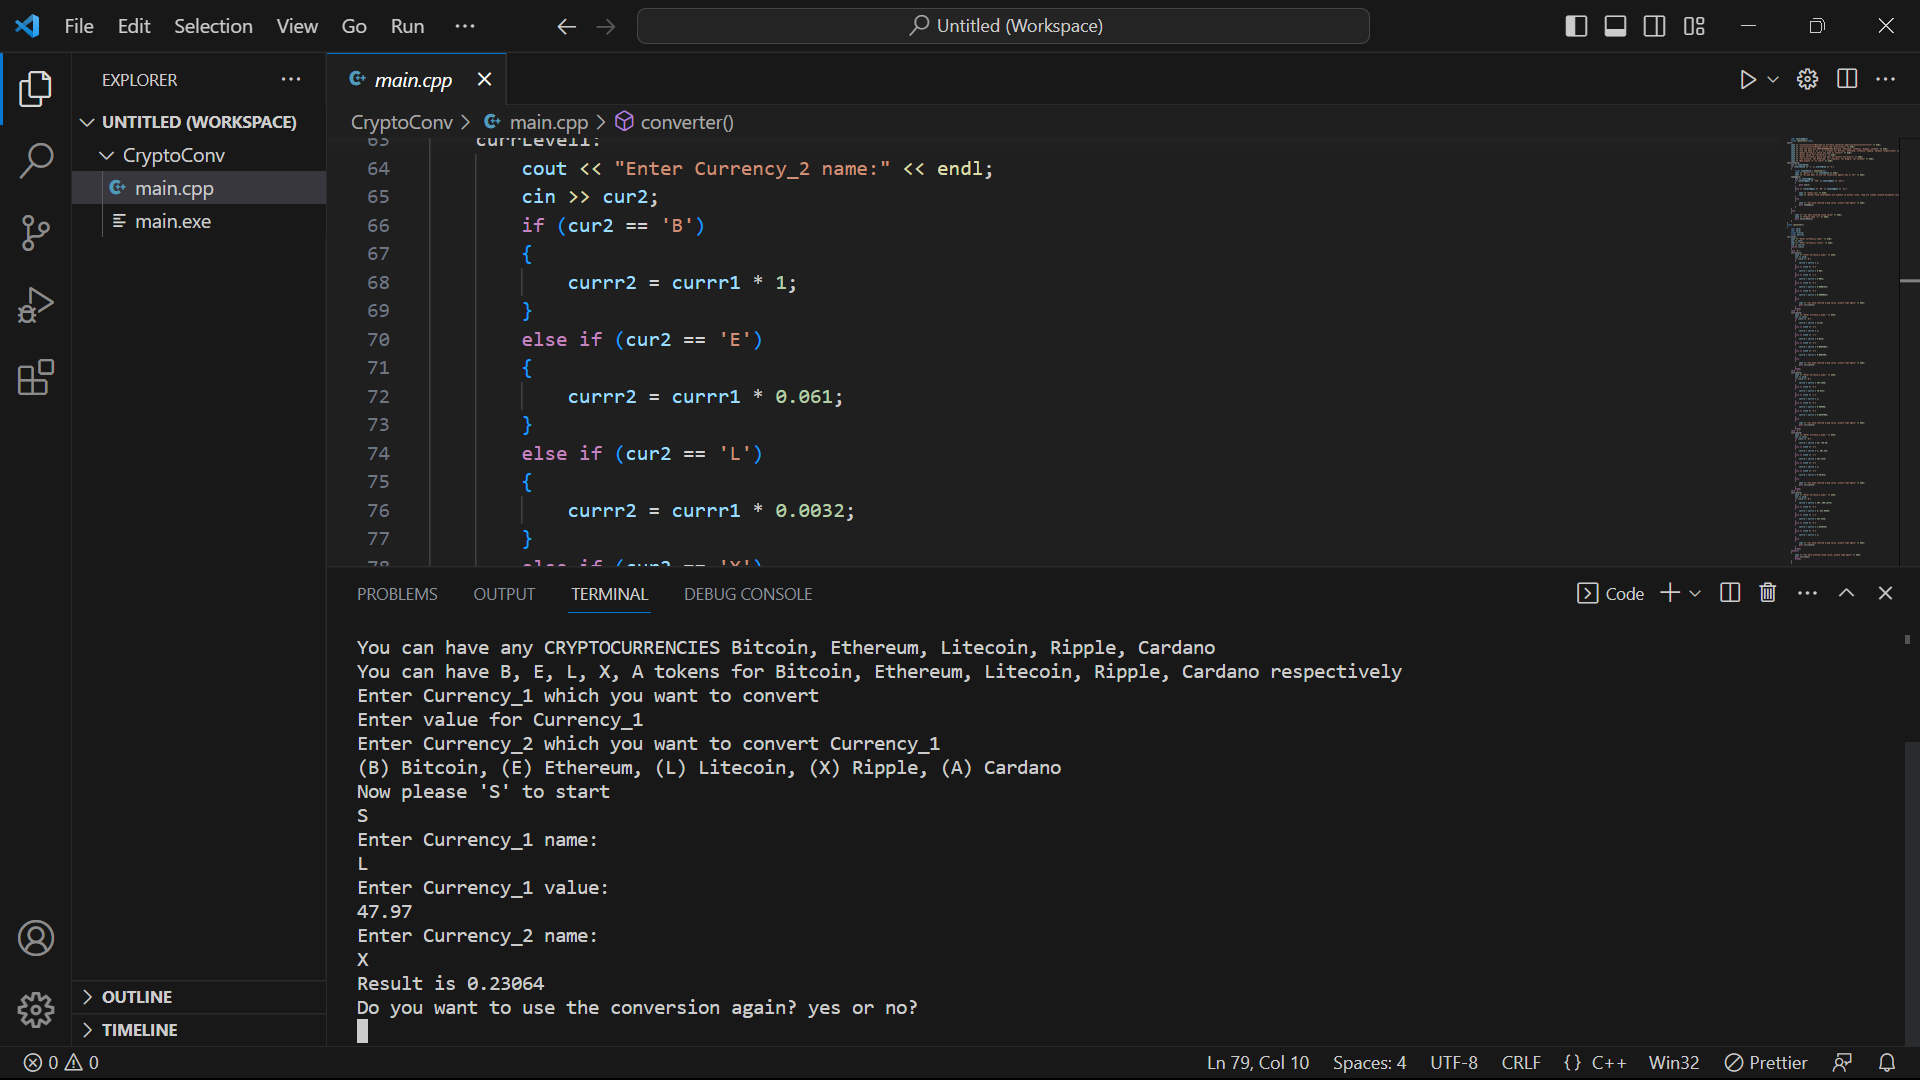 File Edit Selection View Go Run ···
Untitled (Workspace)
EXPLORER
main.cpp
UNTITLED (WORKSPACE)
CryptoConv
main.cpp
main.exe
CryptoConv > main.cpp > converter()
63 currLevel1:
64 cout << "Enter Currency_2 name:" << endl;
65 cin >> cur2;
66 if (cur2 == 'B')
67 {
68 currr2 = currr1 * 1;
69 }
70 else if (cur2 == 'E')
71 {
72 currr2 = currr1 * 0.061;
73 }
74 else if (cur2 == 'L')
75 {
76 currr2 = currr1 * 0.0032;
77 }
78 else if (cur2 == 'X')
PROBLEMS OUTPUT TERMINAL DEBUG CONSOLE
Code
You can have any CRYPTOCURRENCIES Bitcoin, Ethereum, Litecoin, Ripple, Cardano
You can have B, E, L, X, A tokens for Bitcoin, Ethereum, Litecoin, Ripple, Cardano respectively
Enter Currency_1 which you want to convert
Enter value for Currency_1
Enter Currency_2 which you want to convert Currency_1
(B) Bitcoin, (E) Ethereum, (L) Litecoin, (X) Ripple, (A) Cardano
Now please 'S' to start
S
Enter Currency_1 name:
L
Enter Currency_1 value:
47.97
Enter Currency_2 name:
X
Result is 0.23064
Do you want to use the conversion again? yes or no?
OUTLINE
TIMELINE
0 0
Ln 79, Col 10 Spaces: 4 UTF-8 CRLF {} C++ Win32 Prettier